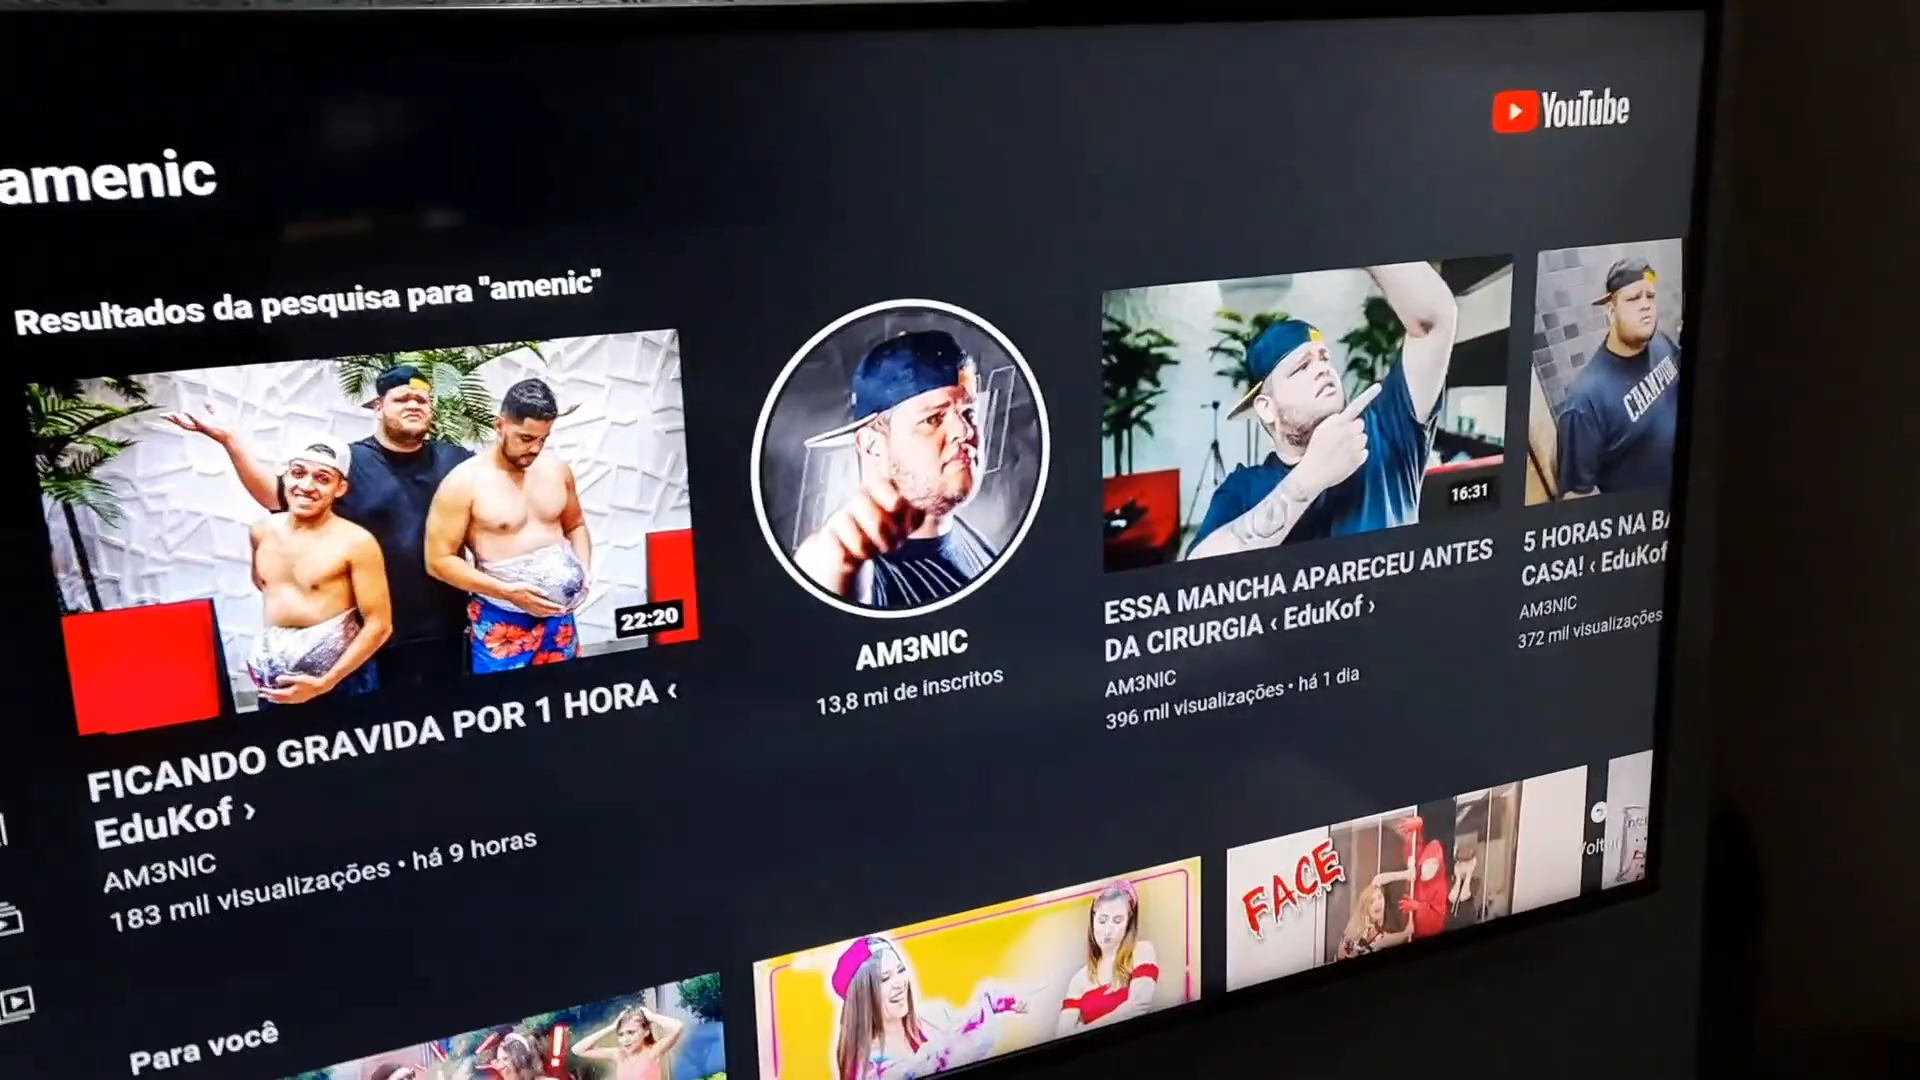 YouTube
amenic
Resultados da pesquisa para "amenic"
22:20
FICANDO GRAVIDA POR 1 HORA ‹
EduKof ›
AM3NIC
183 mil visualizações • há 9 horas
AM3NIC
13,8 mi de inscritos
16:31
ESSA MANCHA APARECEU ANTES
DA CIRURGIA ‹ EduKof ›
AM3NIC
396 mil visualizações • há 1 dia
5 HORAS NA
CASA! ‹ EduKof
AM3NIC
372 mil visualizações
Para você
FACE